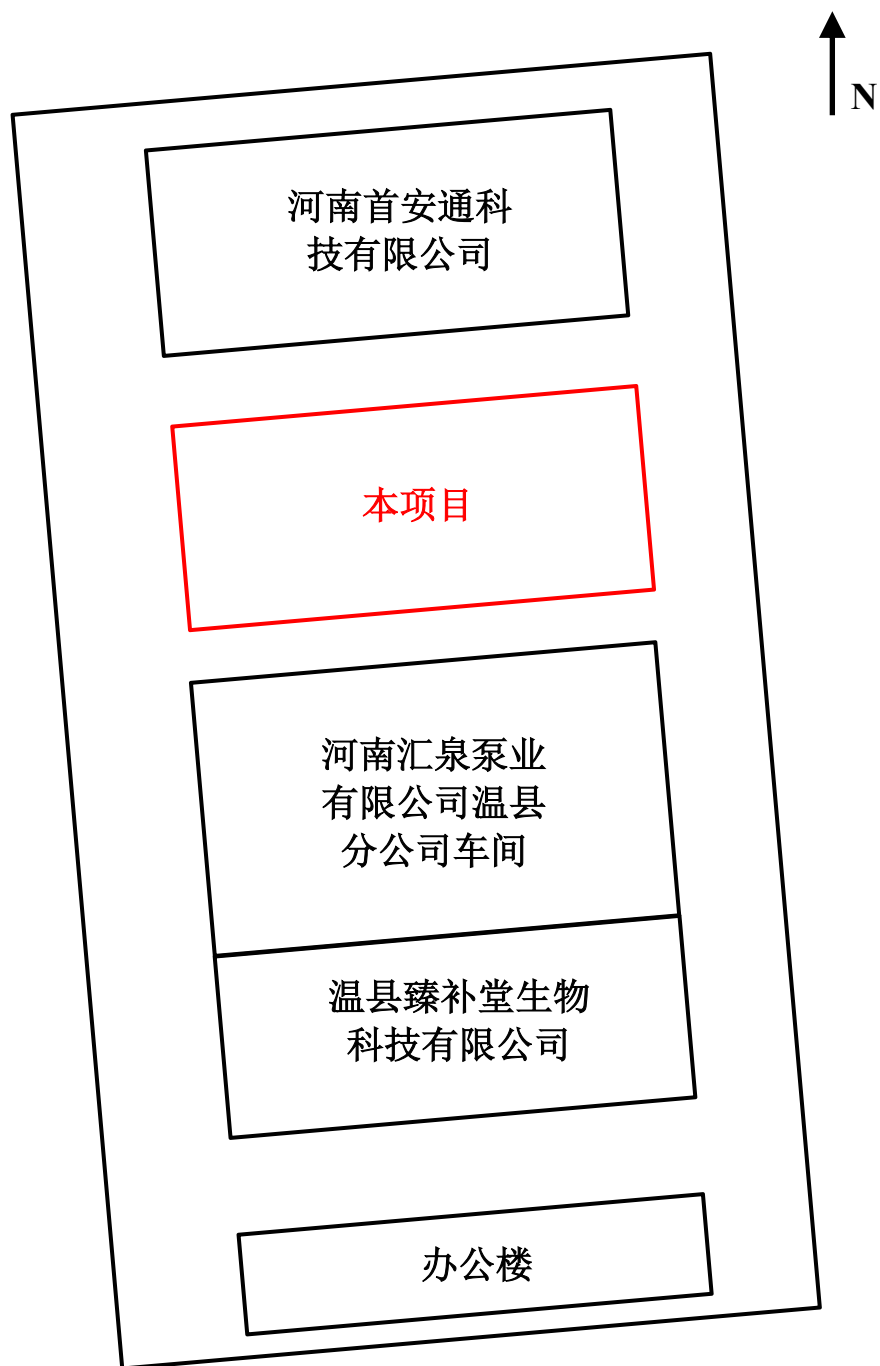 N
河南首安通科
技有限公司
本项目
河南汇泉泵业
有限公司温县
分公司车间
温县臻补堂生物
科技有限公司
办公楼